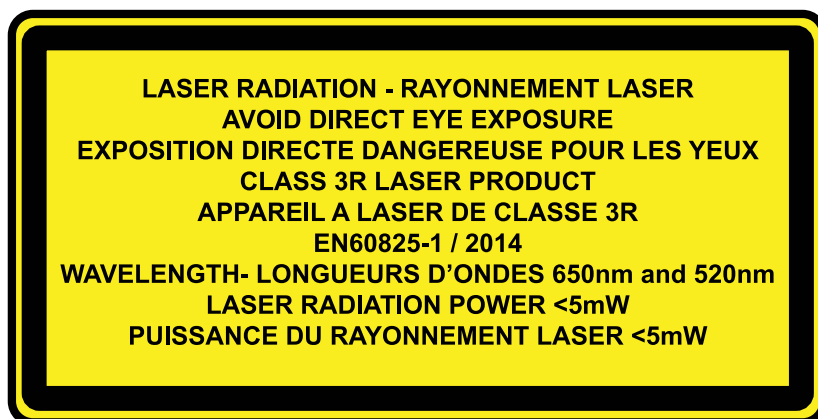 LASER RADIATION - RAYONNEMENT LASER
AVOID DIRECT EYE EXPOSURE
EXPOSITION DIRECTE DANGEREUSE POUR LES YEUX
CLASS 3R LASER PRODUCT
APPAREIL A LASER DE CLASSE 3R
EN60825-1 / 2014
WAVELENGTH- LONGUEURS D'ONDES 650nm and 520nm
LASER RADIATION POWER <5mW
PUISSANCE DU RAYONNEMENT LASER <5mW